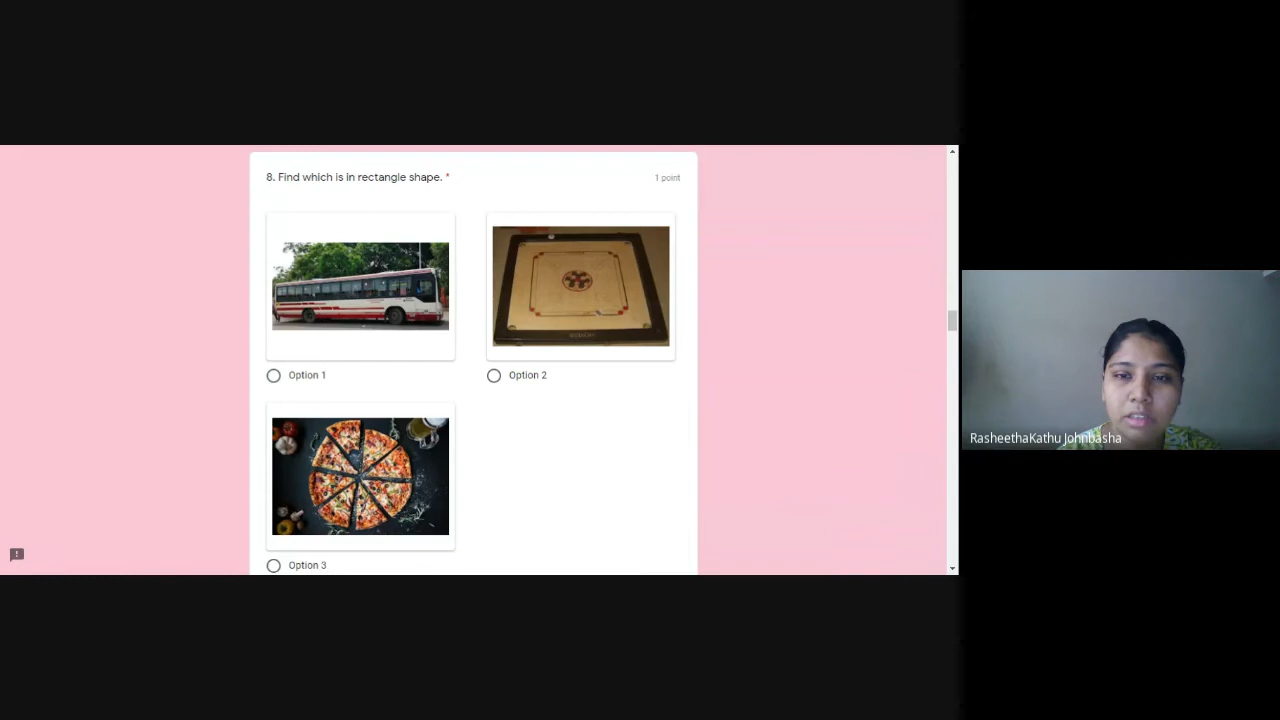 8. Find which is in rectangle shape. *
1 point
Option 1
Option 2
Option 3
RasheethaKathu Johnbasha